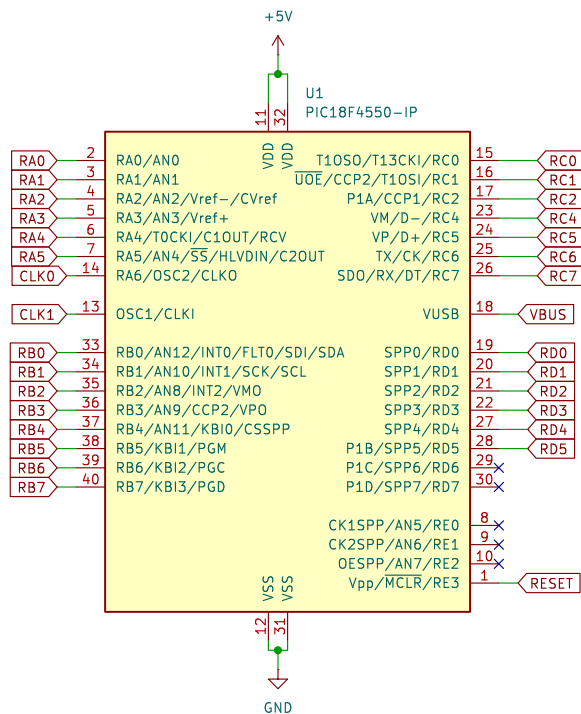 +5V
U1
PIC18F4550-IP
11 32
VDD VDD
RA0 2 RA0/AN0 T1OSO/T13CKI/RC0 15 RC0
RA1 3 RA1/AN1 UOE/CCP2/T1OSI/RC1 16 RC1
RA2 4 RA2/AN2/Vref-/CVref P1A/CCP1/RC2 17 RC2
RA3 5 RA3/AN3/Vref+ VM/D-/RC4 23 RC4
RA4 6 RA4/T0CKI/C1OUT/RCV VP/D+/RC5 24 RC5
RA5 7 RA5/AN4/SS/HLVDIN/C2OUT TX/CK/RC6 25 RC6
CLK0 14 RA6/OSC2/CLKO SDO/RX/DT/RC7 26 RC7
CLK1 13 OSC1/CLKI VUSB 18 VBUS
RB0 33 RB0/AN12/INT0/FLT0/SDI/SDA SPP0/RD0 19 RD0
RB1 34 RB1/AN10/INT1/SCK/SCL SPP1/RD1 20 RD1
RB2 35 RB2/AN8/INT2/VMO SPP2/RD2 21 RD2
RB3 36 RB3/AN9/CCP2/VPO SPP3/RD3 22 RD3
RB4 37 RB4/AN11/KBI0/CSSPP SPP4/RD4 27 RD4
RB5 38 RB5/KBI1/PGM P1B/SPP5/RD5 28 RD5
RB6 39 RB6/KBI2/PGC P1C/SPP6/RD6 29
RB7 40 RB7/KBI3/PGD P1D/SPP7/RD7 30
CK1SPP/AN5/RE0 8
CK2SPP/AN6/RE1 9
OESPP/AN7/RE2 10
Vpp/MCLR/RE3 1 RESET
VSS VSS
12 31
GND